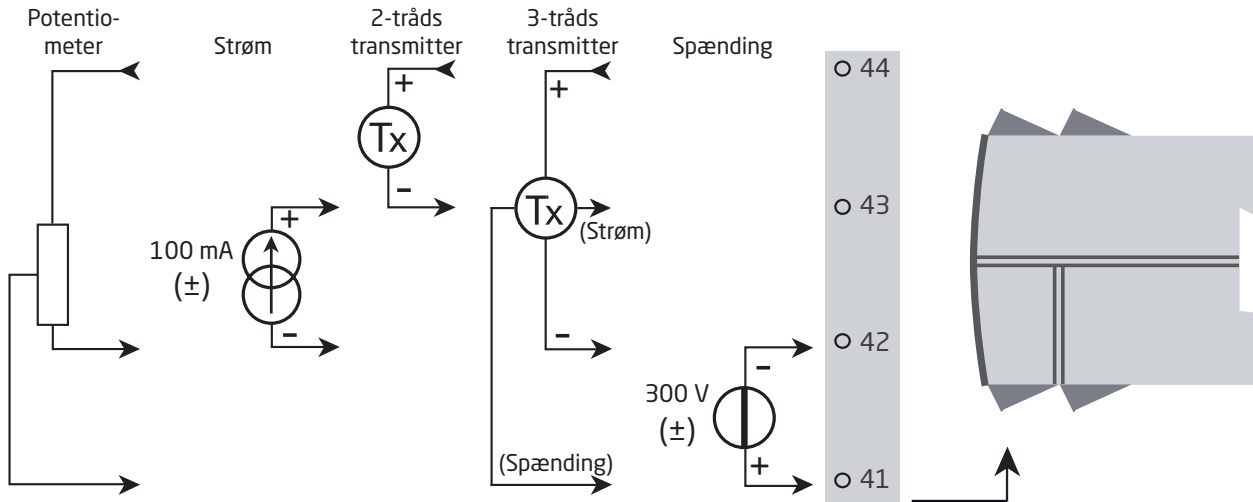 Potentio-
meter
Strøm
2-tråds
transmitter
3-tråds
transmitter
Spænding
44
+
+
Tx
-
43
+
Tx
(Strøm)
100 mA
(±)
-
-
42
-
300 V
(±)
+
(Spænding)
41